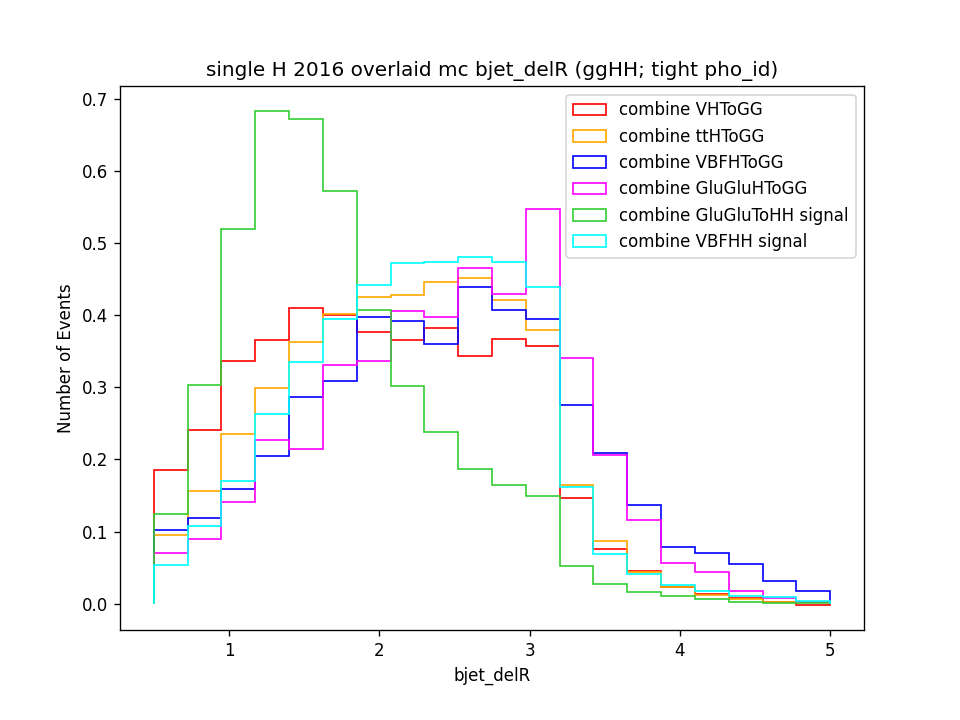 single H 2016 overlaid mc bjet_delR (ggHH; tight pho_id)
0.7
0.6
0.5
0.4
0.3
0.2
0.1
0.0
Number of Events
combine VHToGG
combine ttHToGG
combine VBFHToGG
combine GluGluHToGG
combine GluGluToHH signal
combine VBFHH signal
1 2 3 4 5
bjet_delR